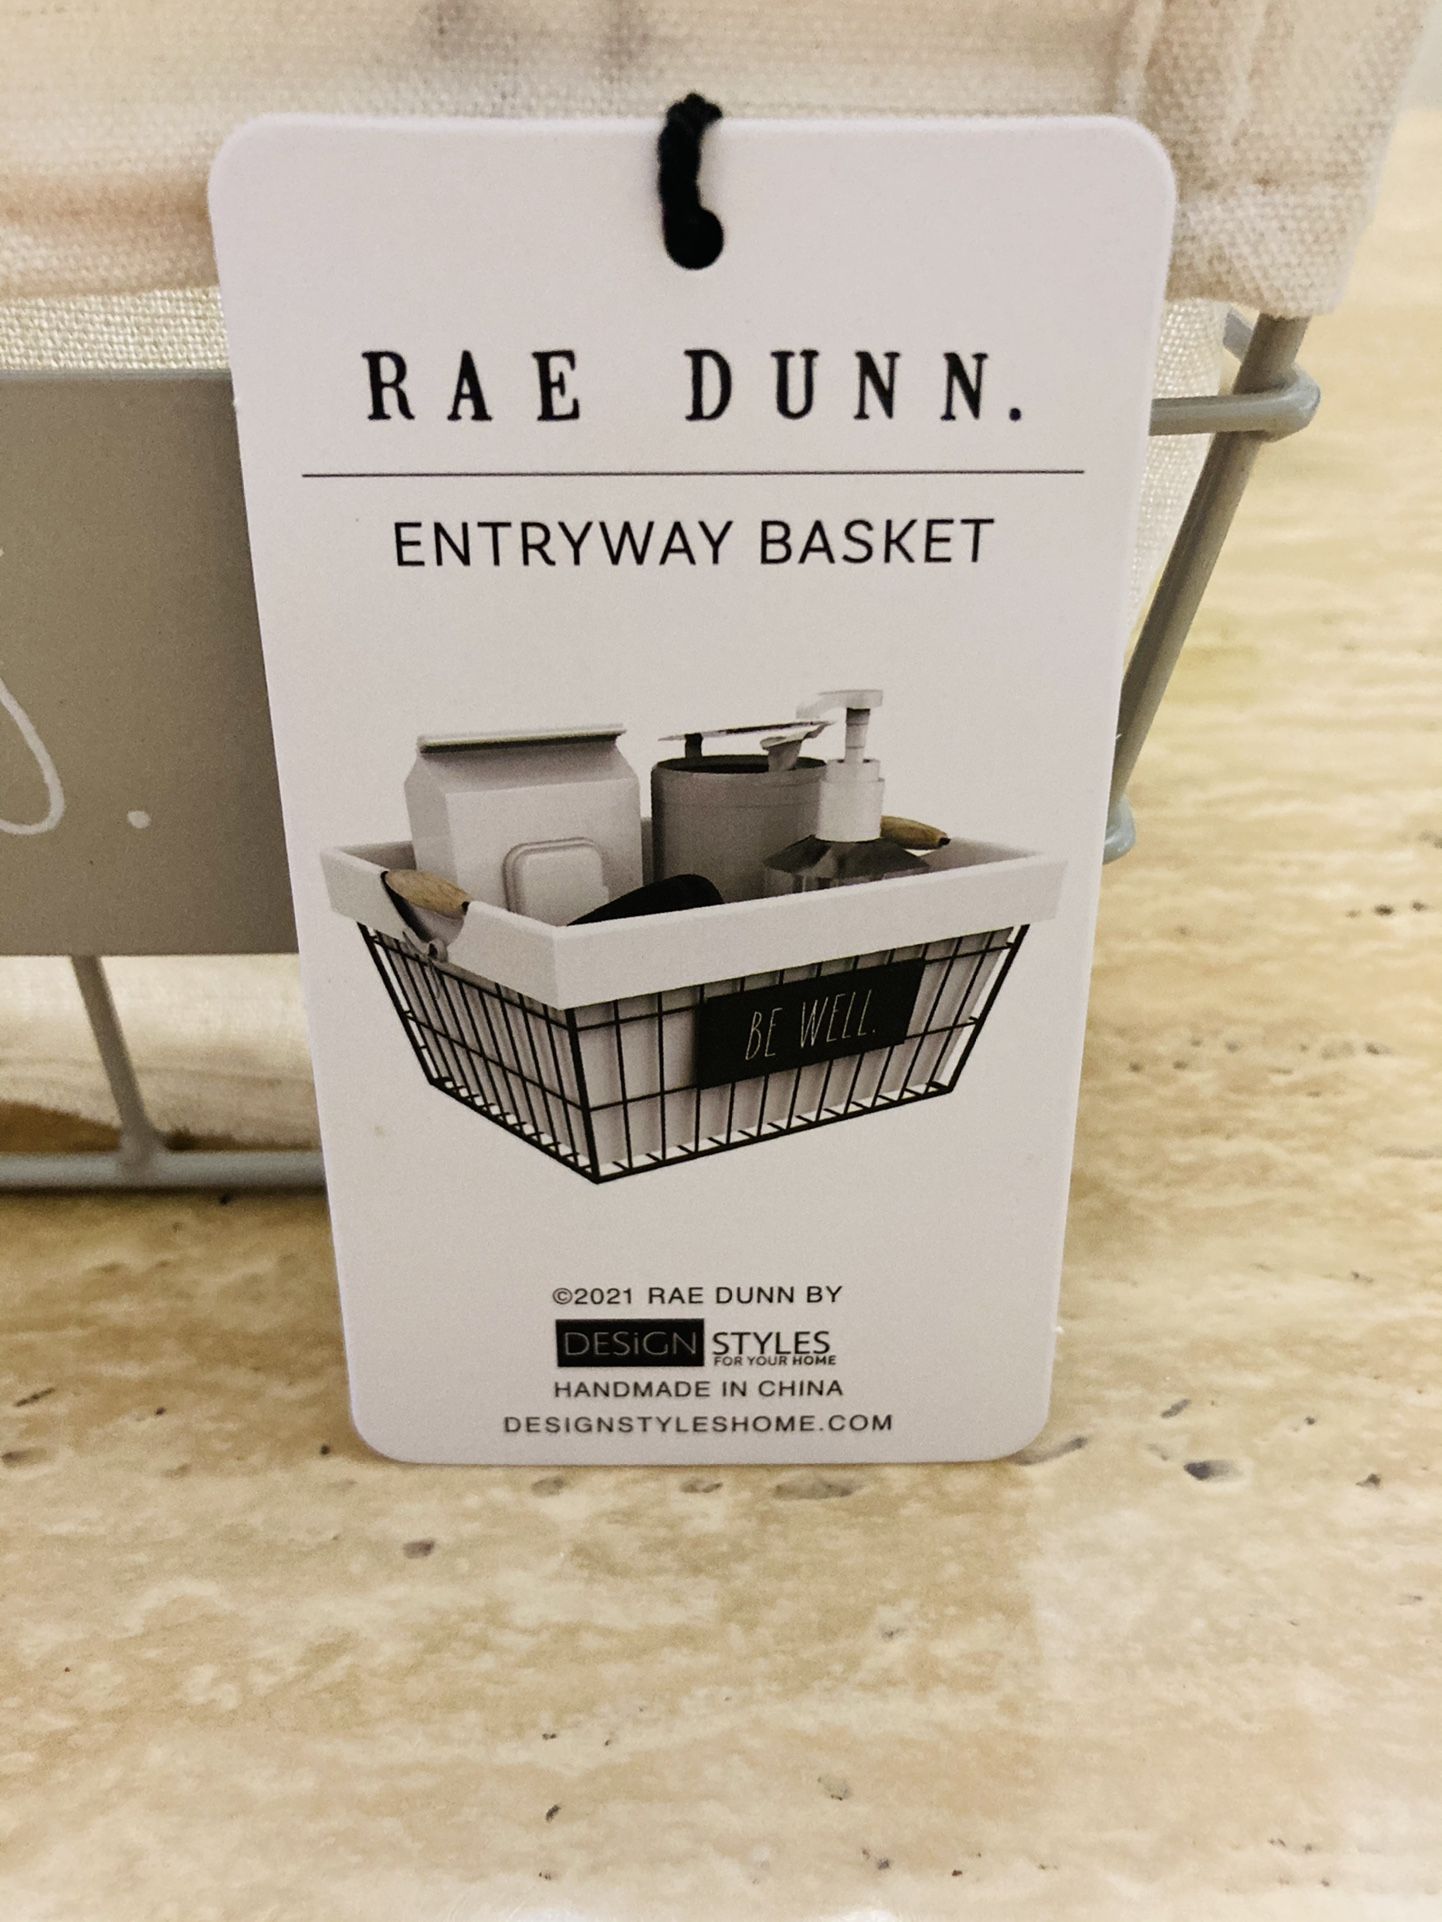 RAE DUNN.
ENTRYWAY BASKET
BE WELL.
©2021 RAE DUNN BY
DESiGN STYLES
FOR YOUR HOME
HANDMADE IN CHINA
DESIGNSTYLESHOME.COM